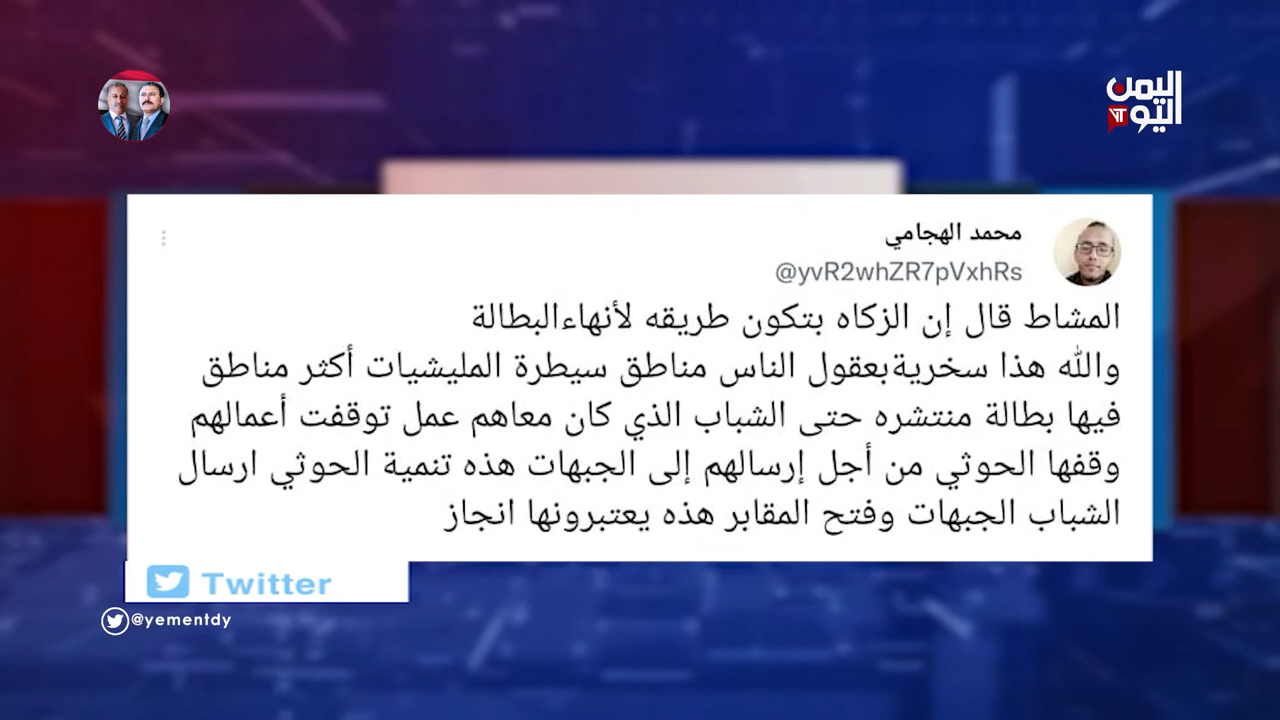 اليمن
اليوم
محمد الهجامي
@yvR2whZR7pVxhRs
المشاط قال إن الزكاه بتكون طريقه لأنهاءالبطالة
والله هذا سخريةبعقول الناس مناطق سيطرة المليشيات أكثر مناطق
فيها بطالة منتشره حتى الشباب الذي كان معاهم عمل توقفت أعمالهم
وقفها الحوثي من أجل إرسالهم إلى الجبهات هذه تنمية الحوثي ارسال
الشباب الجبهات وفتح المقابر هذه يعتبرونها انجاز
Twitter
@yementdy